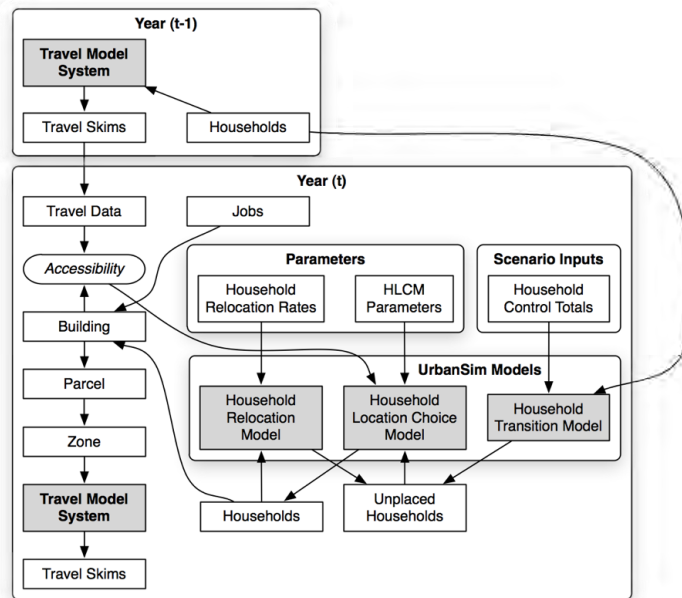 Year (t-1)
Travel Model
System
Travel Skims
Households
Year (t)
Travel Data
Jobs
Accessibility
Parameters
Scenario Inputs
Household
Relocation Rates
HLCM
Parameters
Household
Control Totals
Building
Parcel
UrbanSim Models
Household
Relocation
Model
Household
Location Choice
Model
Household
Transition Model
Zone
Travel Model
System
Households
Unplaced
Households
Travel Skims